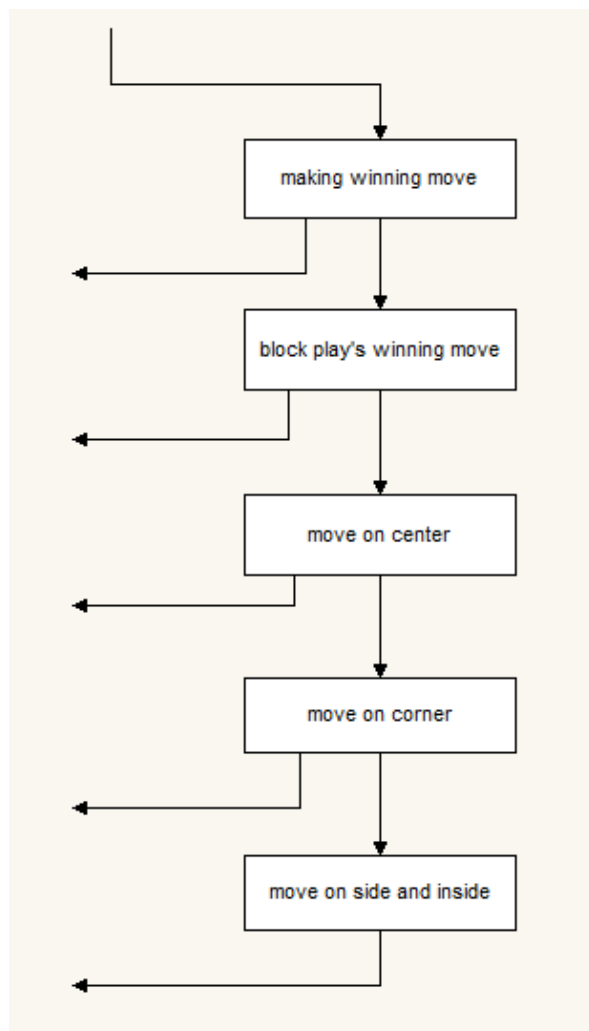 making winning move
block play's winning move
move on center
move on corner
move on side and inside